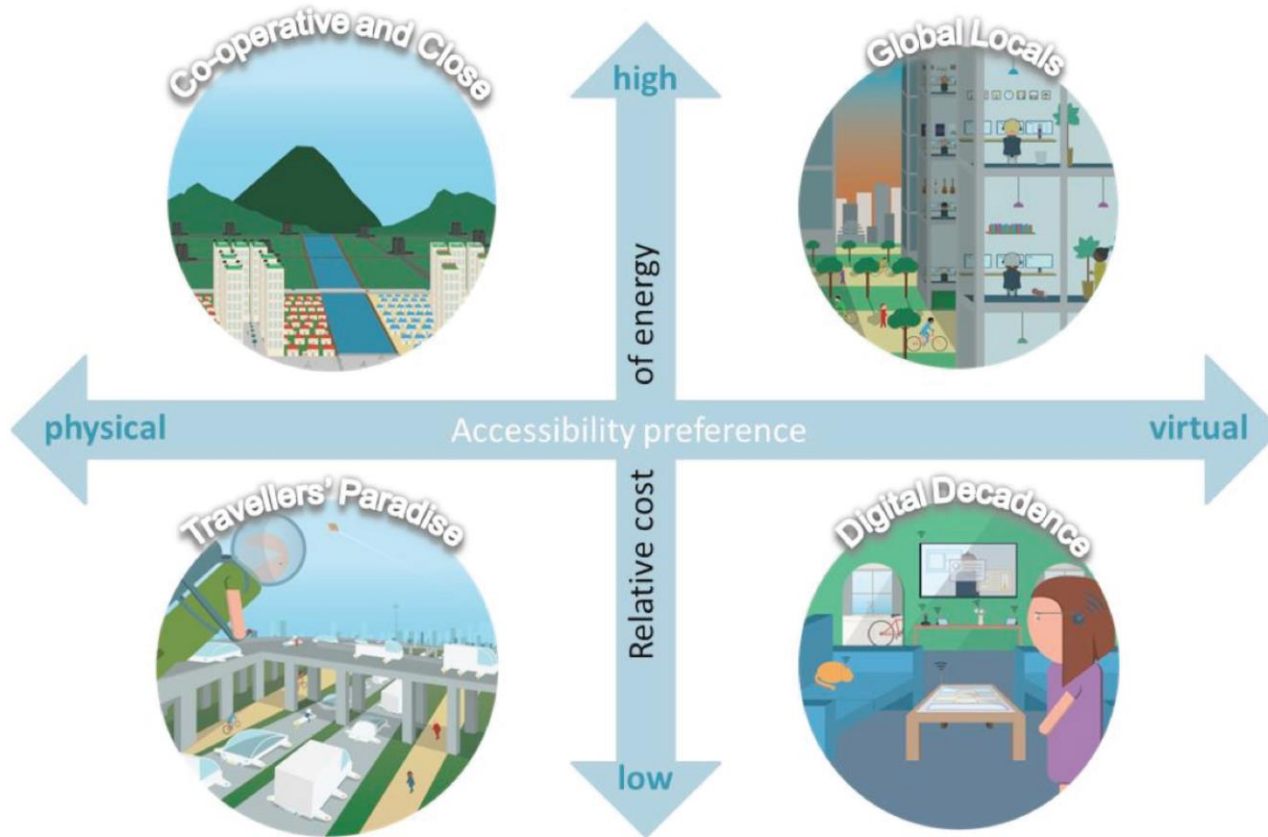 Co-operative and Close
high
Global Locals
physical
Accessibility preference
virtual
Relative cost of energy
Travellers' Paradise
Digital Decadence
low